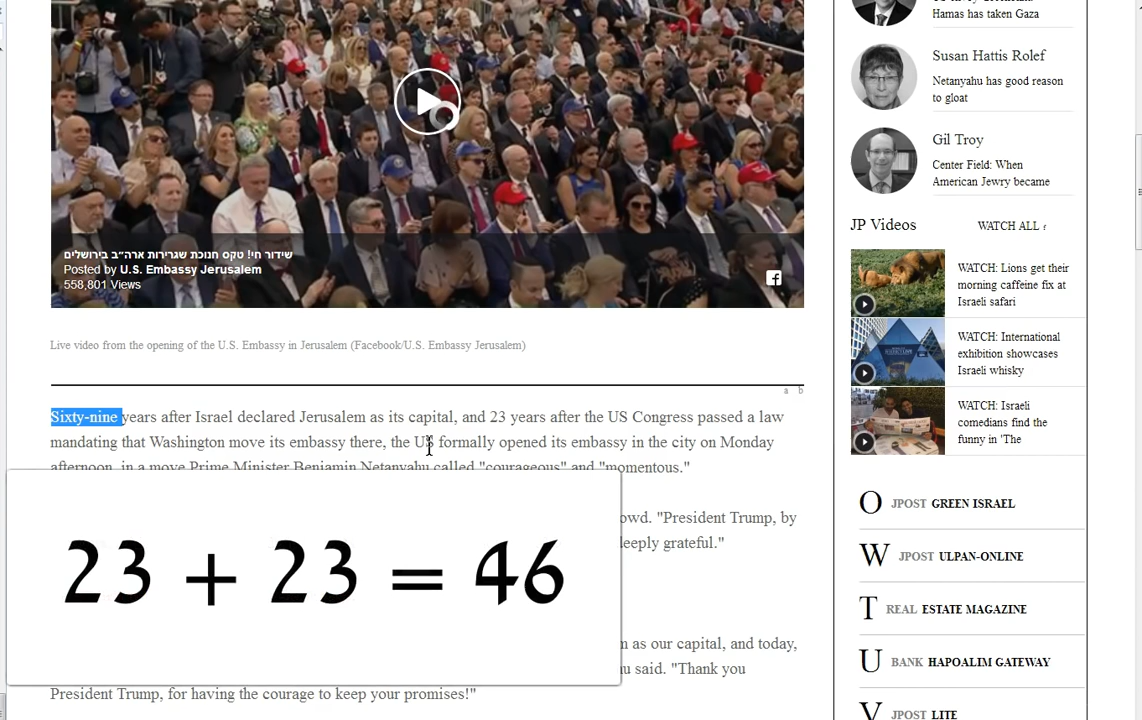 שידור חי! טקס חנוכת שגרירות ארה״ב בירושלים
Posted by U.S. Embassy Jerusalem
558,801 Views
Live video from the opening of the U.S. Embassy in Jerusalem (Facebook/U.S. Embassy Jerusalem)
a b
Sixty-nine years after Israel declared Jerusalem as its capital, and 23 years after the US Congress passed a law
mandating that Washington move its embassy there, the US formally opened its embassy in the city on Monday
afternoon, in a move Prime Minister Benjamin Netanyahu called "courageous" and "momentous."
owd. "President Trump, by
deeply grateful."
23 + 23 = 46
m as our capital, and today,
u said. "Thank you
President Trump, for having the courage to keep your promises!"
Hamas has taken Gaza
Susan Hattis Rolef
Netanyahu has good reason
to gloat
Gil Troy
Center Field: When
American Jewry became
JP Videos
WATCH ALL
WATCH: Lions get their
morning caffeine fix at
Israeli safari
WATCH: International
exhibition showcases
Israeli whisky
WATCH: Israeli
comedians find the
funny in 'The
O JPOST GREEN ISRAEL
W JPOST ULPAN-ONLINE
T REAL ESTATE MAGAZINE
U BANK HAPOALIM GATEWAY
V JPOST LITE